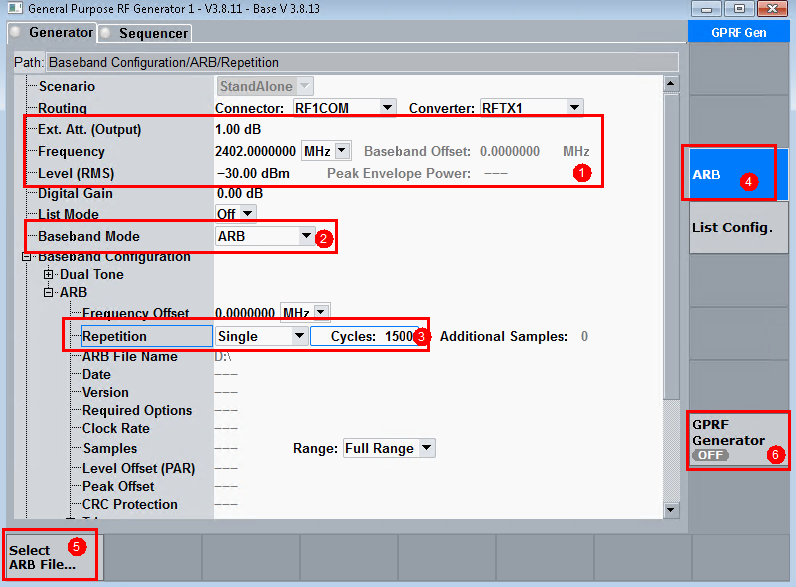 General Purpose RF Generator 1 - V3.8.11 - Base V 3.8.13
Generator Sequencer GPRF Gen
Path: Baseband Configuration/ARB/Repetition
Scenario StandAlone
Routing Connector: RF1COM Converter: RFTX1
Ext. Att. (Output) 1.00 dB
Frequency 2402.0000000 MHz Baseband Offset: 0.0000000 MHz
Level (RMS) −30.00 dBm Peak Envelope Power: −−− 1
ARB 4
Digital Gain 0.00 dB
List Mode Off
List Config.
Baseband Mode ARB 2
Baseband Configuration
Dual Tone
ARB
Frequency Offset 0.0000000 MHz
Repetition Single Cycles: 1500 3 Additional Samples: 0
ARB File Name D:\
Date −−−
Version −−−
Required Options −−−
Clock Rate −−−
Samples −−− Range: Full Range
Level Offset (PAR) −−−
Peak Offset −−−
CRC Protection −−−
GPRF
Generator
OFF 6
Select 5
ARB File...